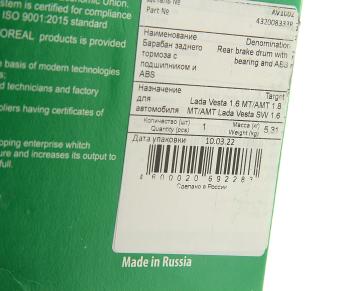 stem is certified for compliance
ISO 9001:2015 standard
OREAL products is provided
basis of modern technologies
d technicians and factory
liers having certificates of
oping enterprise whitch
ure and increases its output to
full.
Part No
Наименование
Denomination
Барабан заднего
тормоза с
подшипником и
ABS
Rear brake drum with
bearing and ABS
Назначение
для
автомобиля
Target
Lada Vesta 1.6 MT/AMT 1.8
MT/AMT Lada Vesta SW 1.6
Количество (шт)
Quantity (pcs)
1
Масса (кг)
Weight (kg)
Дата упаковки
10.03.22
Сделано в России
Made in Russia